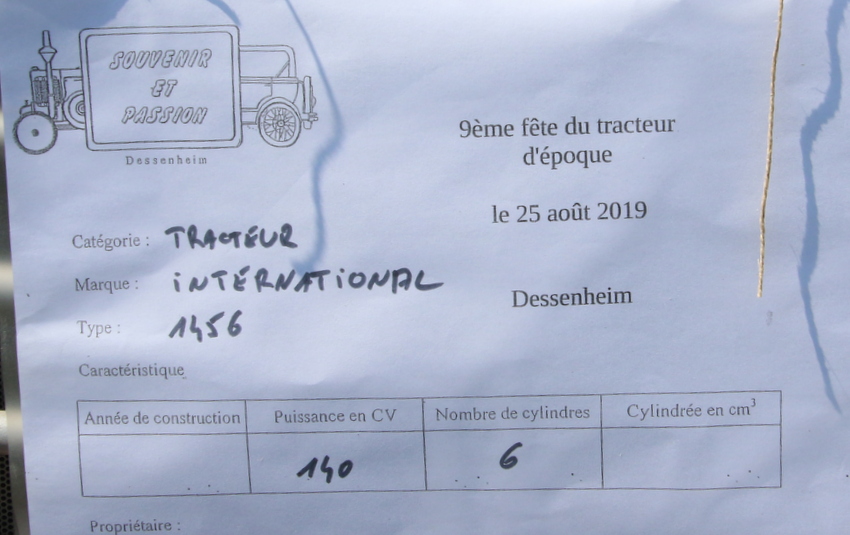 SOUVENIR
ET
PASSION
Dessenheim
9ème fête du tracteur
d'époque
le 25 août 2019
Dessenheim
Catégorie : TRACTEUR
Marque : iNTERNATiONAL
Type : 1456
Caractéristique
Année de construction Puissance en CV Nombre de cylindres Cylindrée en cm³
140 6
Propriétaire :